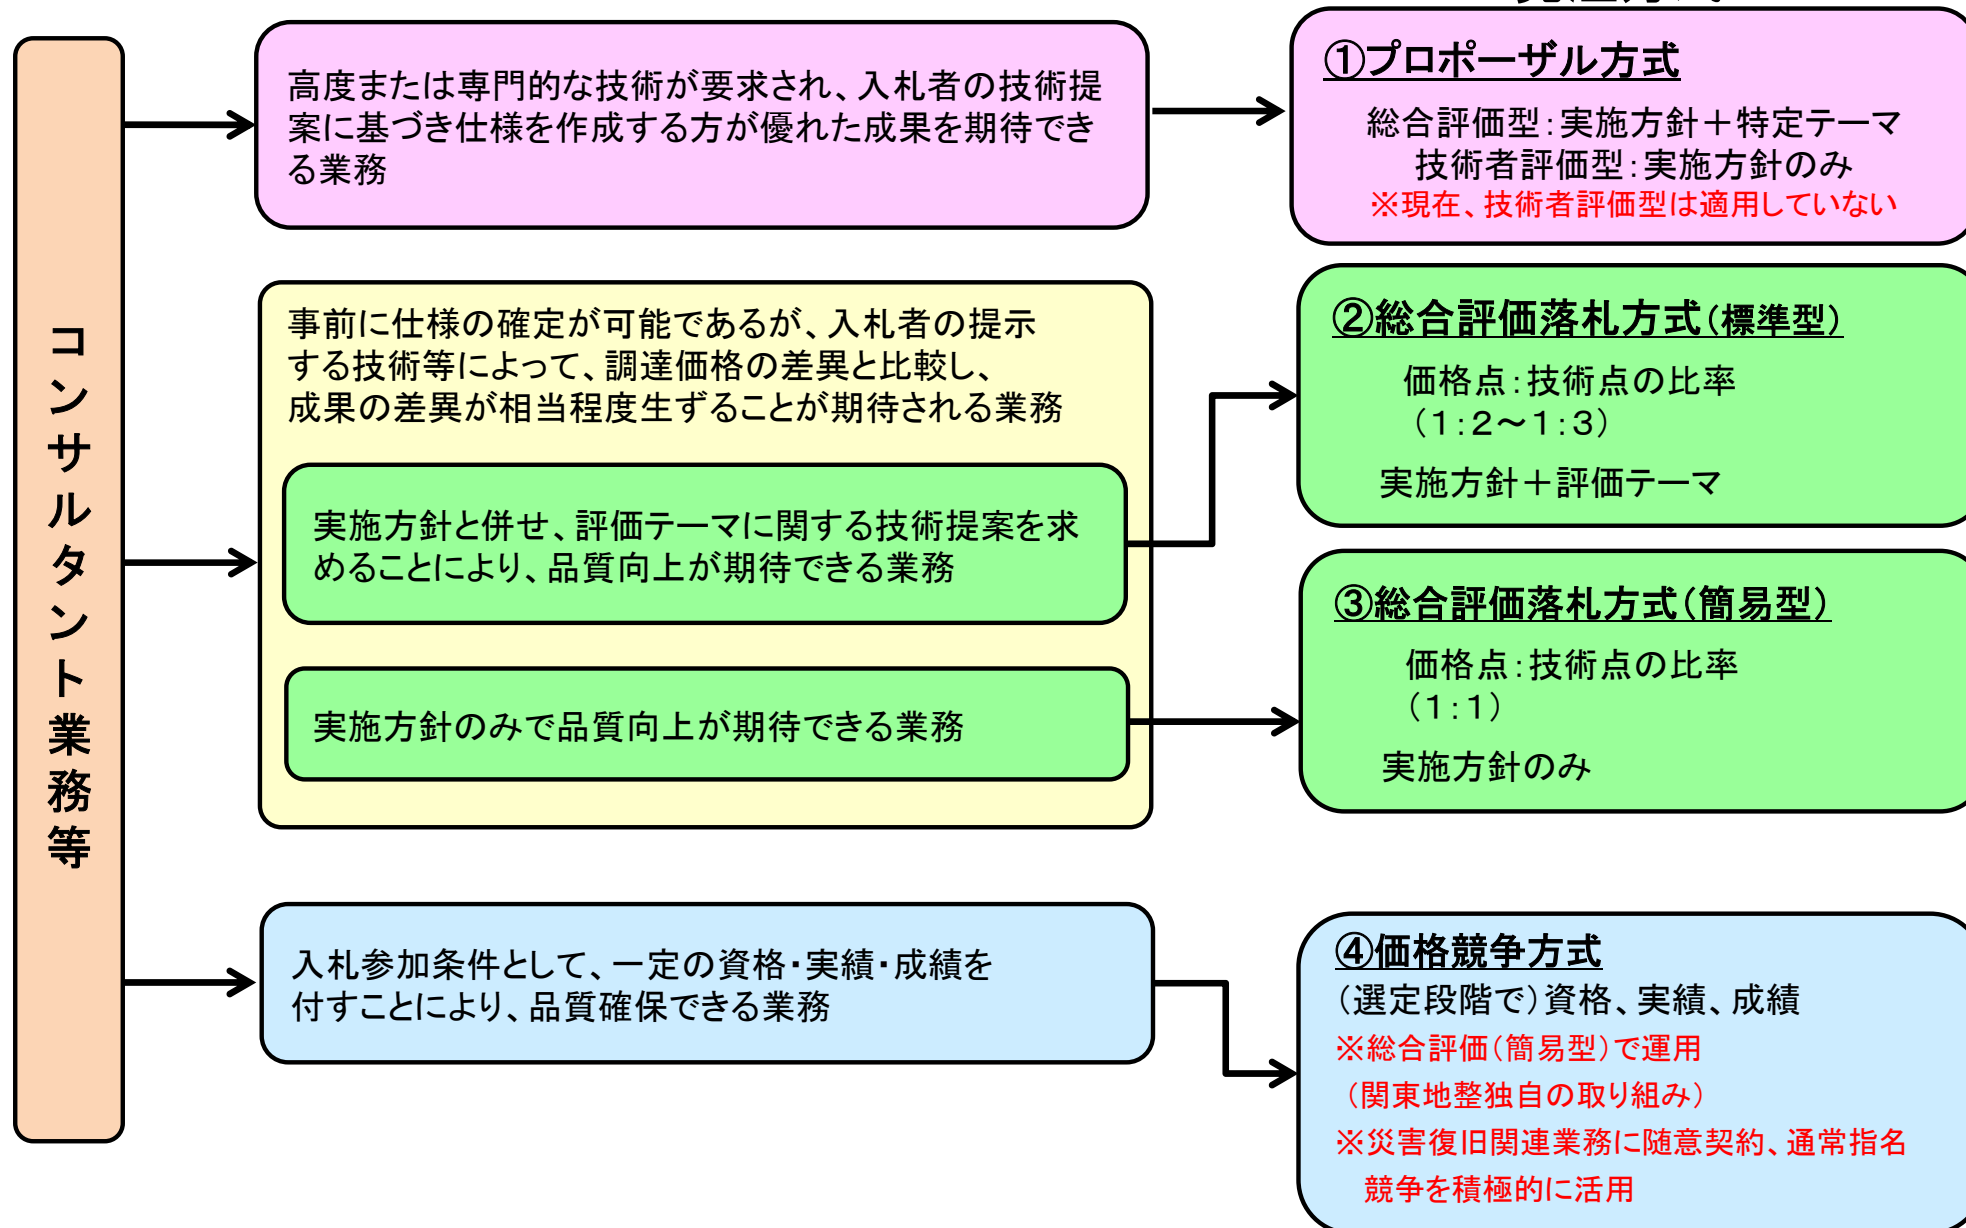 コンサルタント業務等
高度または専門的な技術が要求され、入札者の技術提
案に基づき仕様を作成する方が優れた成果を期待でき
る業務
①プロポーザル方式
総合評価型：実施方針＋特定テーマ
技術者評価型：実施方針のみ
※現在、技術者評価型は適用していない
事前に仕様の確定が可能であるが、入札者の提示
する技術等によって、調達価格の差異と比較し、
成果の差異が相当程度生ずることが期待される業務
実施方針と併せ、評価テーマに関する技術提案を求
めることにより、品質向上が期待できる業務
実施方針のみで品質向上が期待できる業務
②総合評価落札方式（標準型）
価格点：技術点の比率
（１：２～１：３）
実施方針＋評価テーマ
③総合評価落札方式（簡易型）
価格点：技術点の比率
（１：１）
実施方針のみ
入札参加条件として、一定の資格・実績・成績を
付すことにより、品質確保できる業務
④価格競争方式
（選定段階で）資格、実績、成績
※総合評価（簡易型）で運用
（関東地整独自の取り組み）
※災害復旧関連業務に随意契約、通常指名
競争を積極的に活用